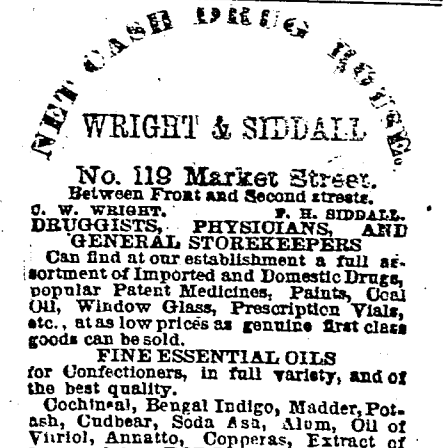 NET CASH DRUG HOUSE.
WRIGHT & SIDDALL
No. 119 Market Street.
Between Front and Second streets.
C. W. WRIGHT. F. H. SIDDALL.
DRUGGISTS, PHYSICIANS, AND
GENERAL STOREKEEPERS
Can find at our establishment a full as-
sortment of Imported and Domestic Drugs,
popular Patent Medicines, Paints, Coal
Oil, Window Glass, Prescription Vials,
etc., at as low prices as genuine first class
goods can be sold.
FINE ESSENTIAL OILS
for Confectioners, in full variety, and of
the best quality.
Cochineal, Bengal Indigo, Madder, Pot-
ash, Cudbear, Soda Ash, Alum, Oil of
Vitriol, Annatto, Copperas, Extract of